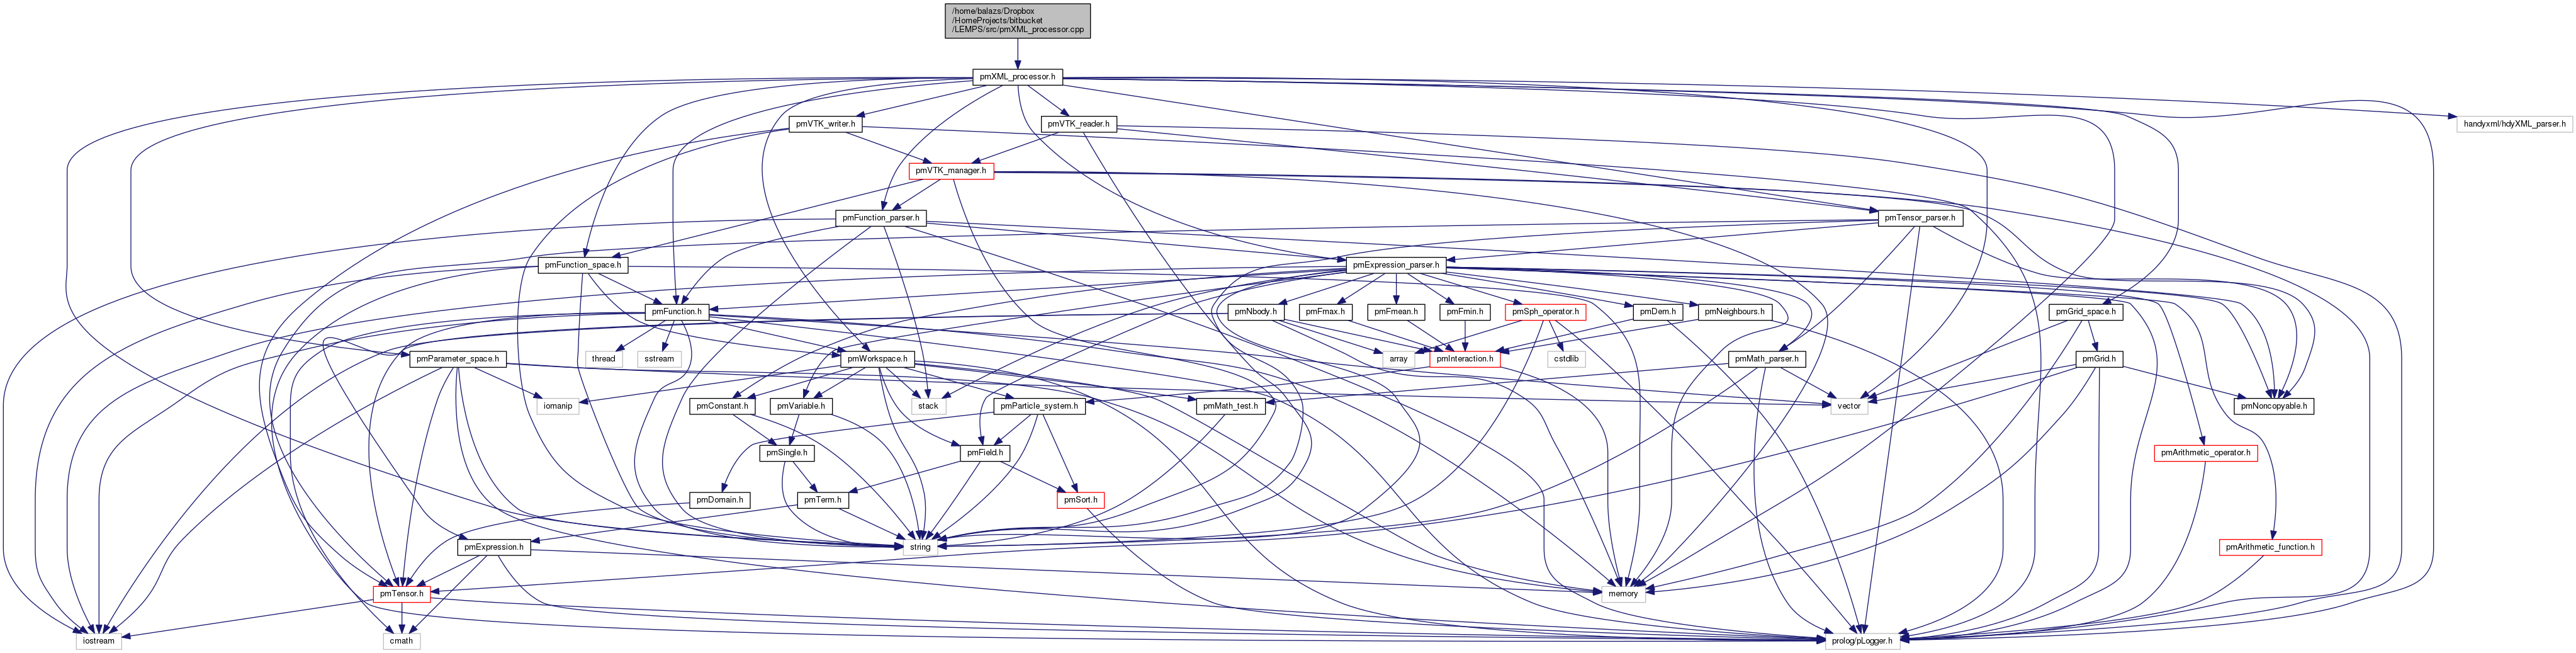 /home/balazs/Dropbox
/HomeProjects/bitbucket
/LEMPS/src/pmXML_processor.cpp
pmXML_processor.h
pmVTK_writer.h
pmVTK_reader.h
handyxml/hdyXML_parser.h
pmVTK_manager.h
pmFunction_parser.h
pmTensor_parser.h
pmFunction_space.h
pmExpression_parser.h
pmFunction.h
pmNbody.h
pmFmax.h
pmFmean.h
pmFmin.h
pmSph_operator.h
pmDem.h
pmNeighbours.h
pmGrid_space.h
pmParameter_space.h
thread
sstream
pmWorkspace.h
array
pmInteraction.h
cstdlib
pmMath_parser.h
pmGrid.h
iomanip
pmConstant.h
pmVariable.h
stack
pmParticle_system.h
pmMath_test.h
vector
pmNoncopyable.h
pmSingle.h
pmField.h
pmArithmetic_operator.h
pmDomain.h
pmTerm.h
pmSort.h
pmExpression.h
string
pmArithmetic_function.h
pmTensor.h
memory
iostream
cmath
prolog/pLogger.h